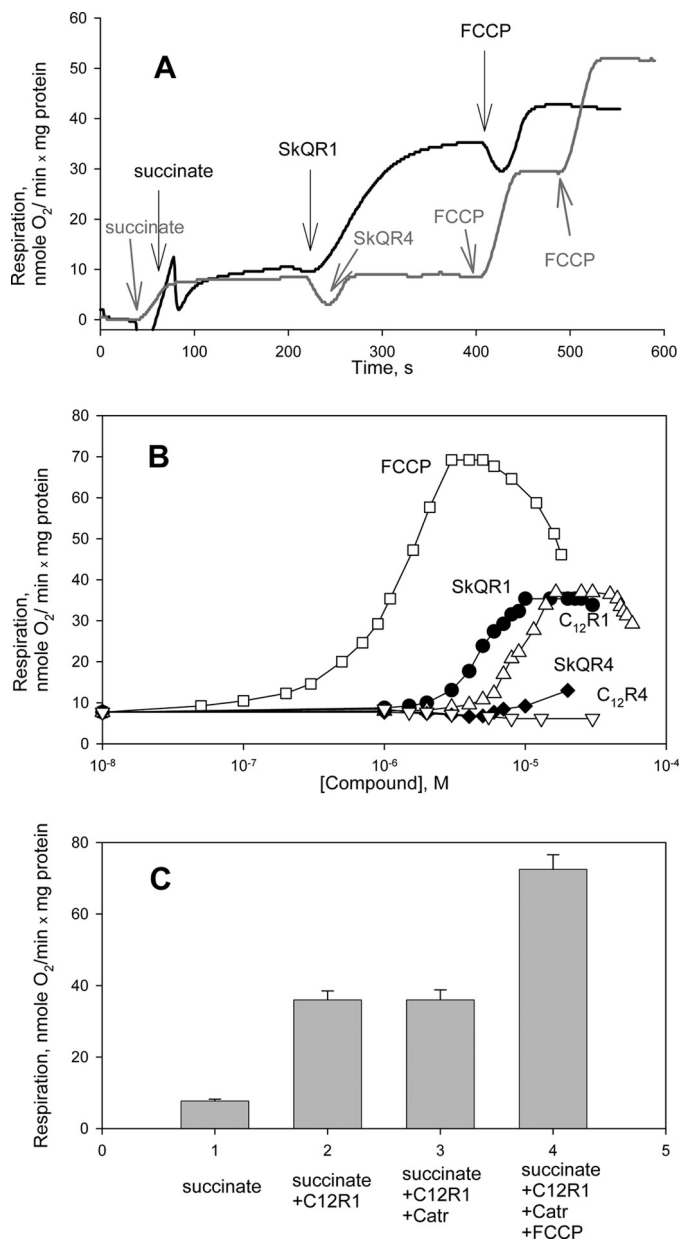 A
Respiration,
nmole O2/ min x mg protein
60
50
40
30
20
10
0
FCCP
SkQR1
succinate
succinate
SkQR4
FCCP
FCCP
0 100 200 300 400 500 600
Time, s
B
Respiration,
nmole O2/ min x mg protein
80
70
60
50
40
30
20
10
0
FCCP
SkQR1
C12R1
SkQR4
C12R4
10-8 10-7 10-6 10-5 10-4
[Compound], M
C
Respiration, nmole O2/min x mg protein
80
60
40
20
0
0 1 2 3 4 5
succinate
succinate
+C12R1
succinate
+C12R1
+Catr
succinate
+C12R1
+Catr
+FCCP